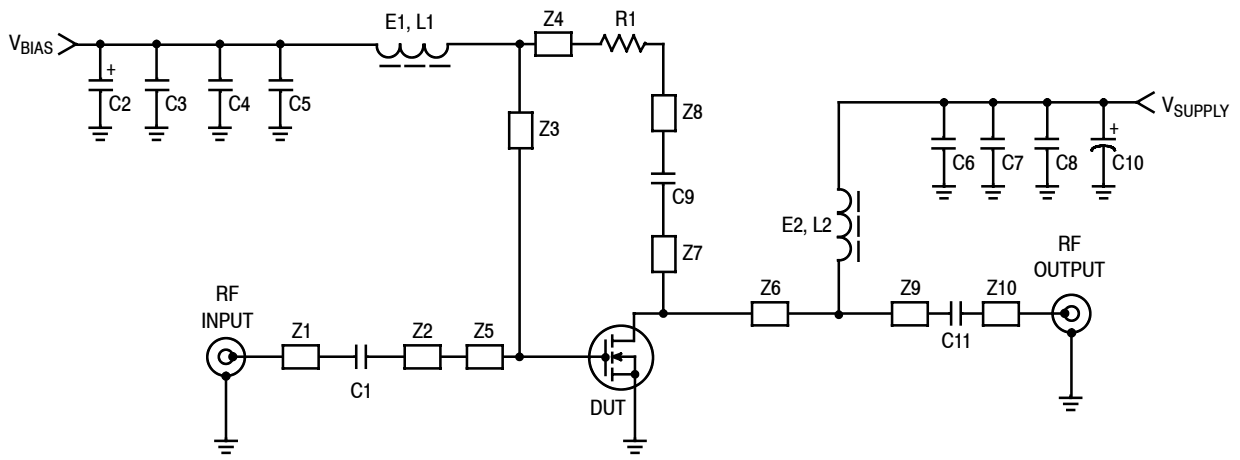 E1, L1
Z4
R1
VBIAS
+
C2
C3
C4
C5
Z3
Z8
C9
Z7
VSUPPLY
+
C6
C7
C8
C10
E2, L2
RF
OUTPUT
RF
INPUT
Z1
C1
Z2
Z5
Z6
Z9
C11
Z10
DUT